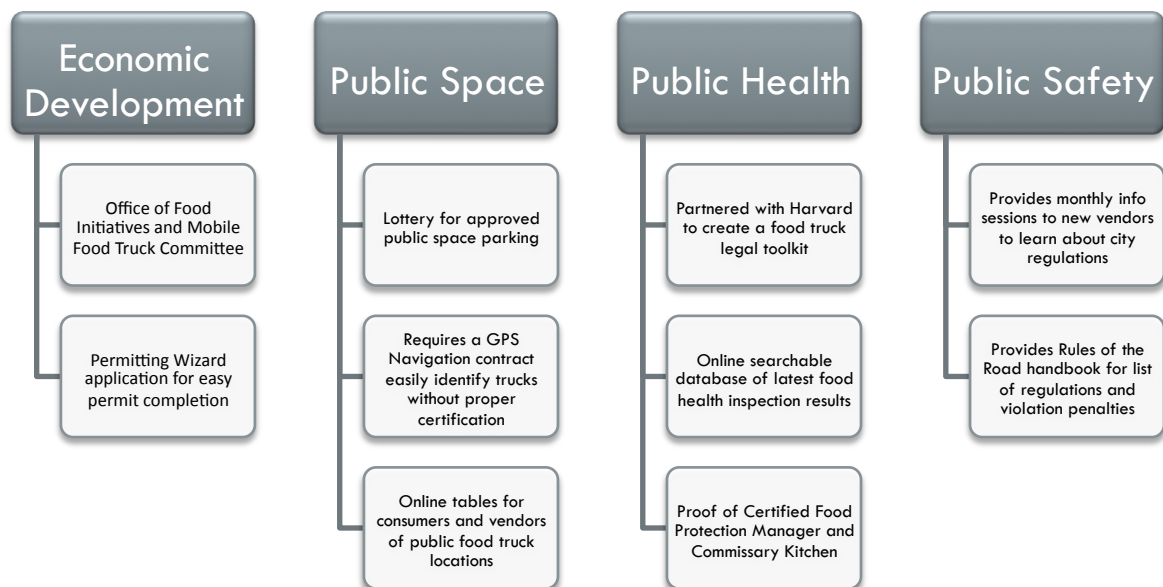 Economic
Development
Office of Food
Initiatives and Mobile
Food Truck Committee
Permitting Wizard
application for easy
permit completion
Public Space
Lottery for approved
public space parking
Requires a GPS
Navigation contract
easily identify trucks
without proper
certification
Online tables for
consumers and vendors
of public food truck
locations
Public Health
Partnered with Harvard
to create a food truck
legal toolkit
Online searchable
database of latest food
health inspection results
Proof of Certified Food
Protection Manager and
Commissary Kitchen
Public Safety
Provides monthly info
sessions to new vendors
to learn about city
regulations
Provides Rules of the
Road handbook for list
of regulations and
violation penalties